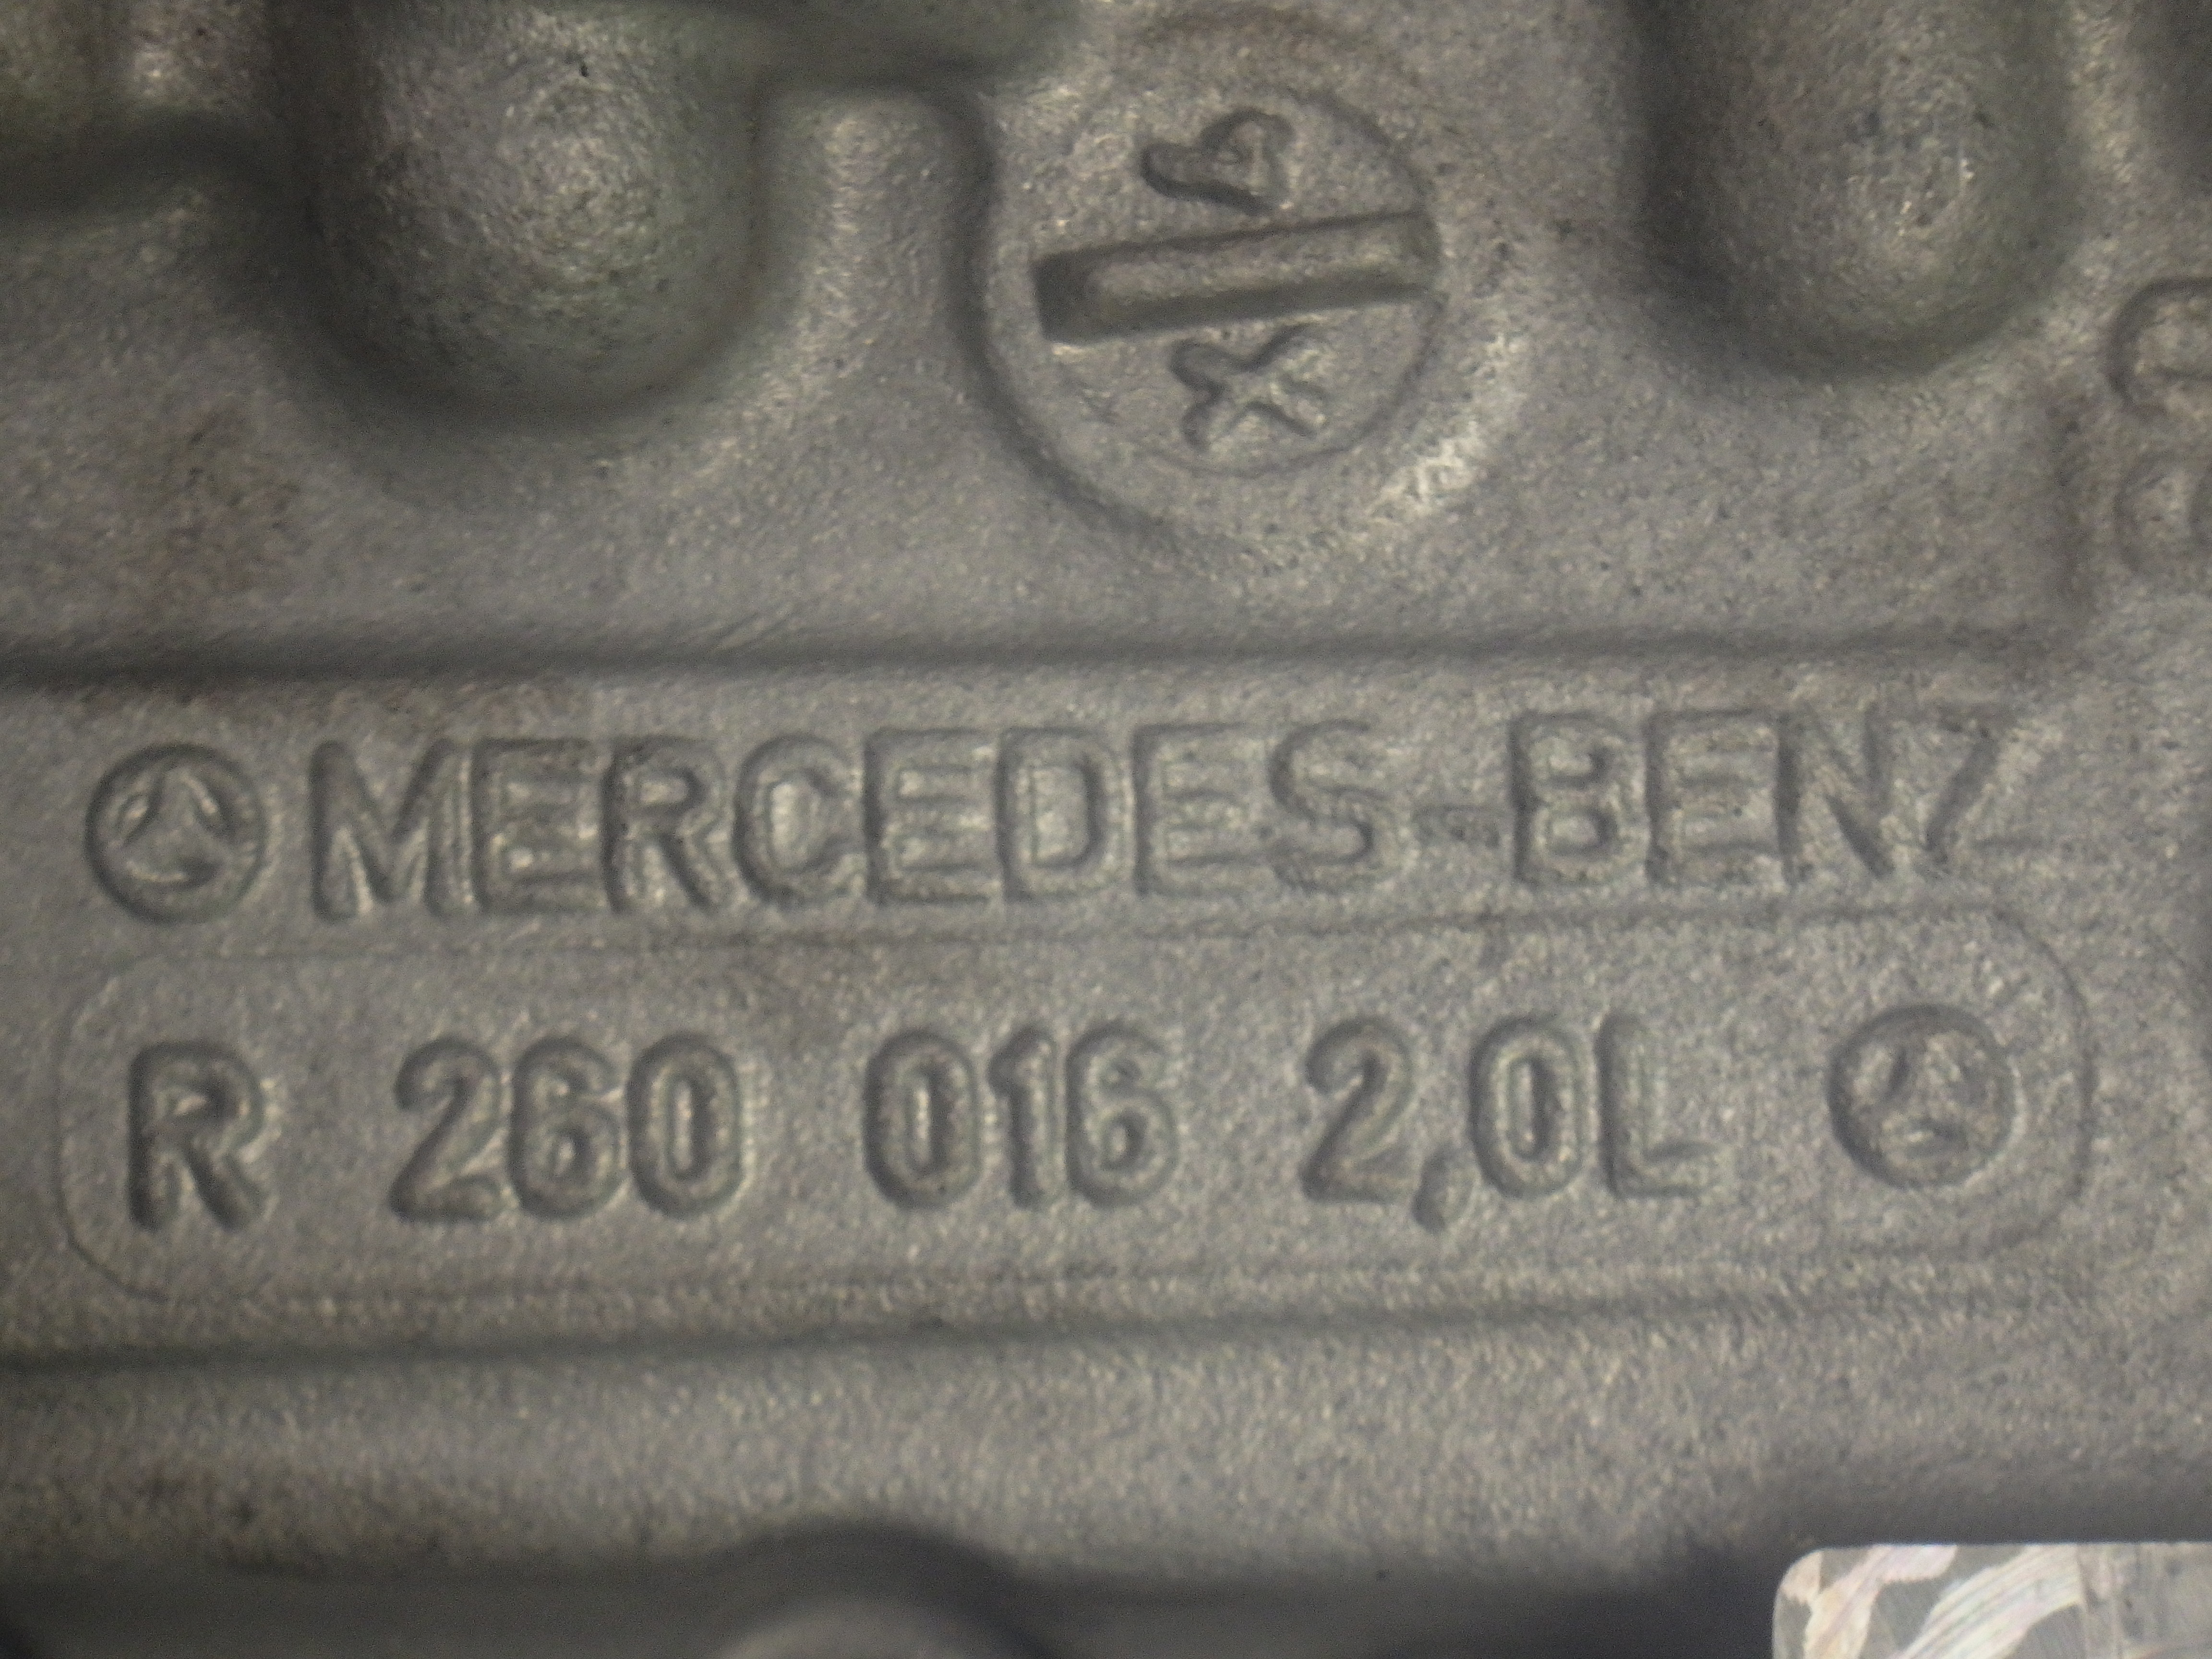 MERCEDES-BENZ
R 260 016 2,0L